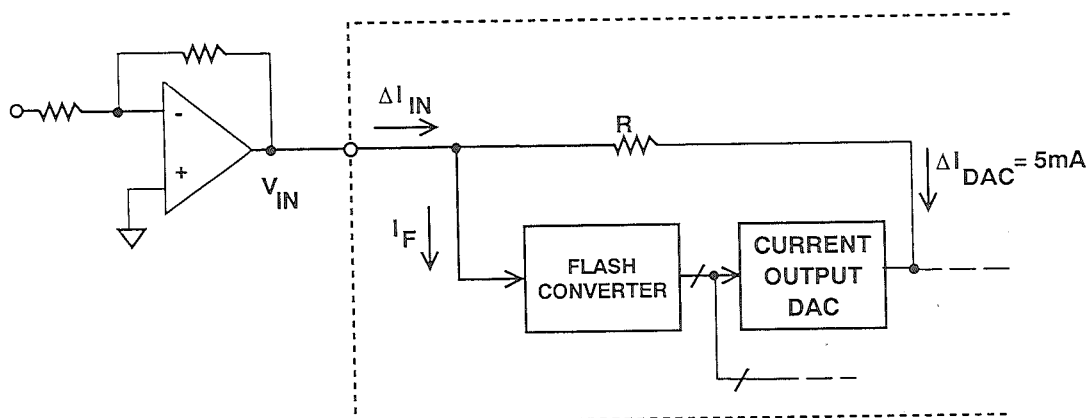 ΔI_IN
R
ΔI_DAC = 5mA
-
+
V_IN
I_F
FLASH
CONVERTER
CURRENT
OUTPUT
DAC